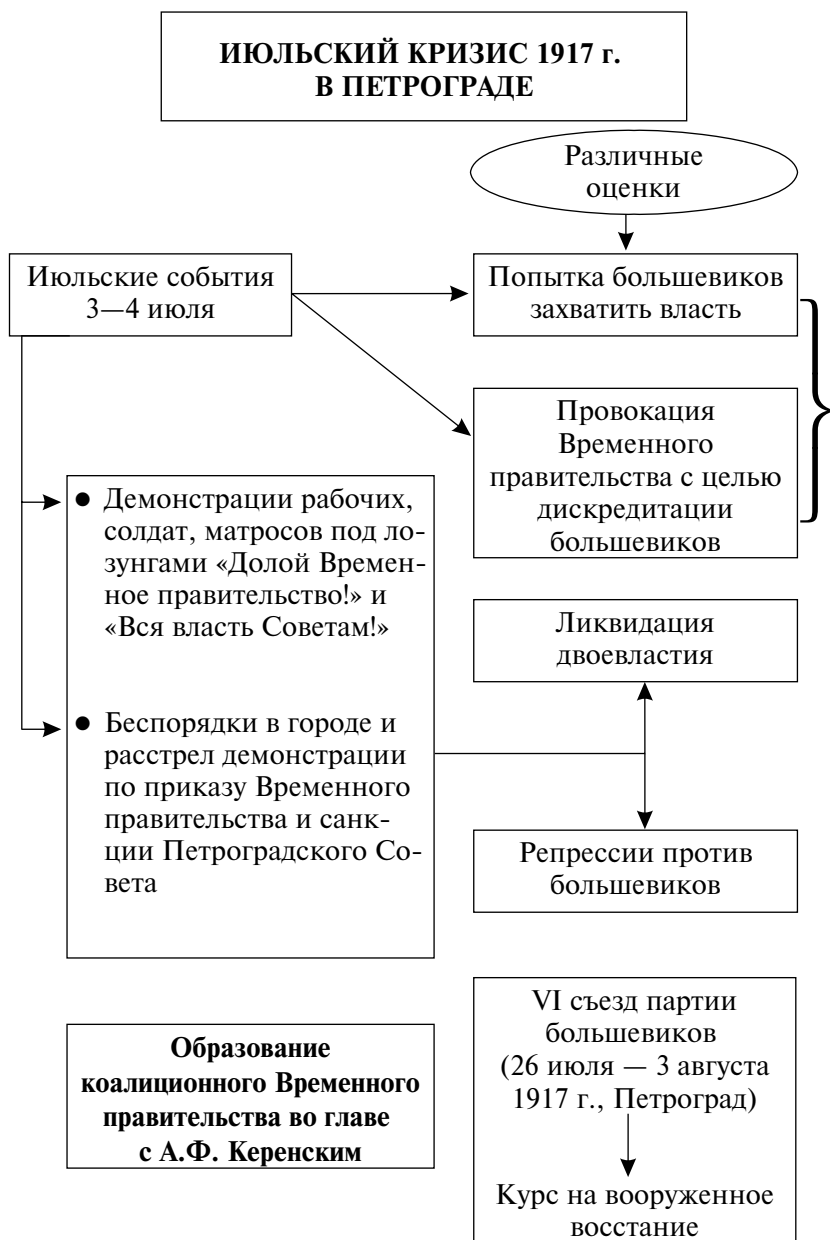 ИЮЛЬСКИЙ КРИЗИС 1917 г.
В ПЕТРОГРАДЕ
Различные
оценки
Июльские события
3—4 июля
Попытка большевиков
захватить власть
Провокация
Временного
правительства с целью
дискредитации
большевиков
● Демонстрации рабочих,
солдат, матросов под ло-
зунгами «Долой Времен-
ное правительство!» и
«Вся власть Советам!»
Ликвидация
двоевластия
● Беспорядки в городе и
расстрел демонстрации
по приказу Временного
правительства и санк-
ции Петроградского Со-
вета
Репрессии против
большевиков
Образование
коалиционного Временного
правительства во главе
с А.Ф. Керенским
VI съезд партии
большевиков
(26 июля — 3 августа
1917 г., Петроград)
Курс на вооруженное
восстание